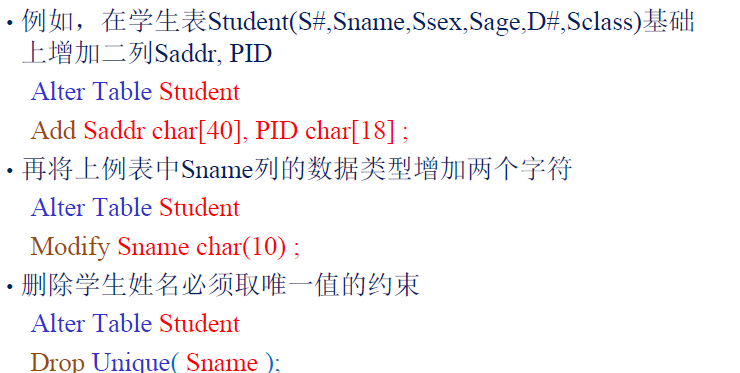 • 例如，在学生表Student(S#,Sname,Ssex,Sage,D#,Sclass)基础
上增加二列Saddr, PID
Alter Table Student
Add Saddr char[40], PID char[18] ;
• 再将上例表中Sname列的数据类型增加两个字符
Alter Table Student
Modify Sname char(10) ;
• 删除学生姓名必须取唯一值的约束
Alter Table Student
Drop Unique( Sname );